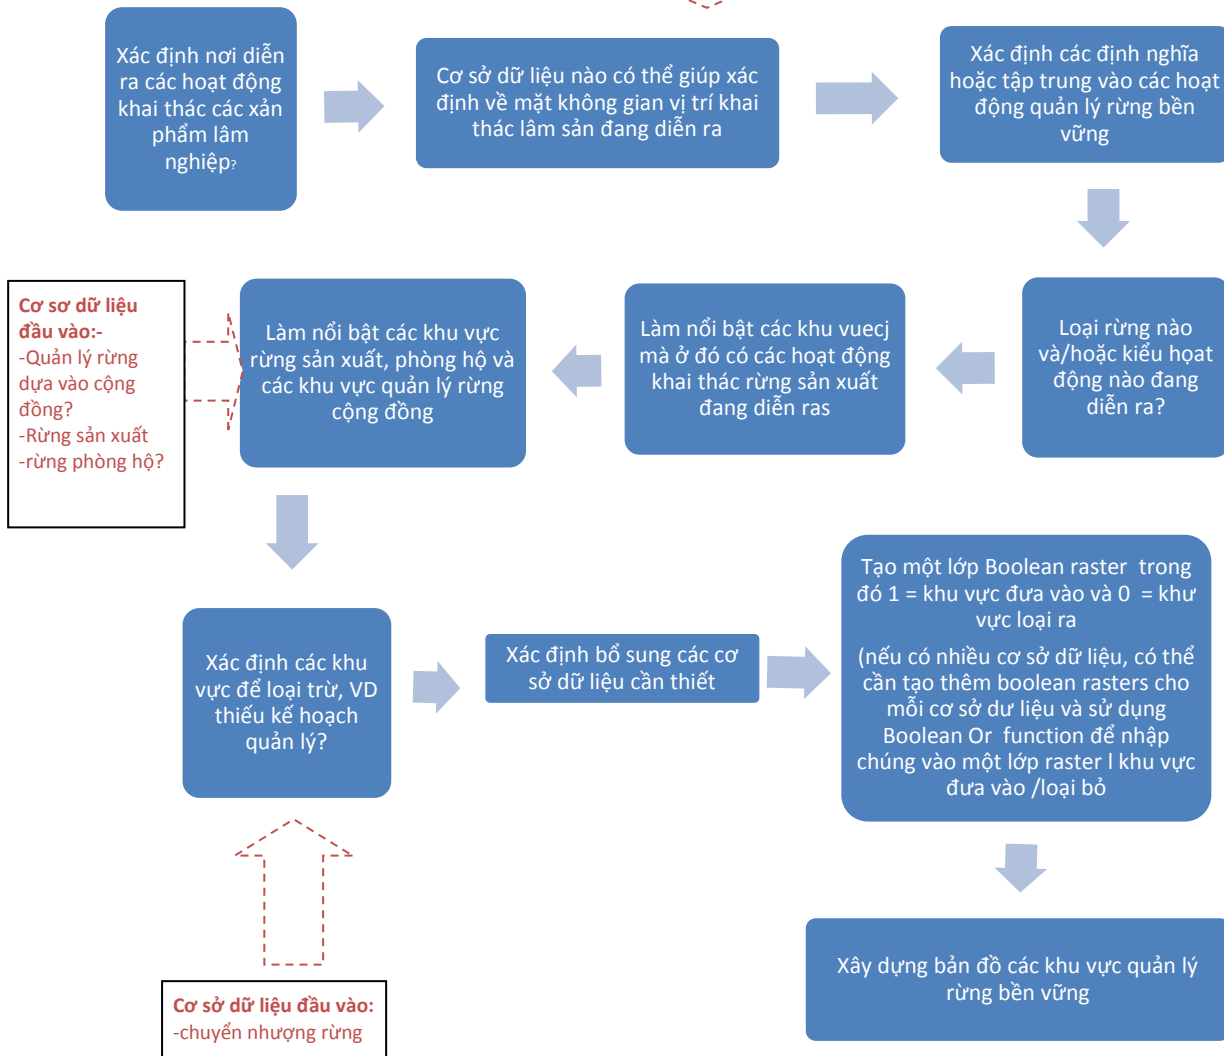 Xác định nơi diễn
ra các hoạt động
khai thác các xản
phẩm lâm
nghiệp?
Cơ sở dữ liệu nào có thể giúp xác
định về mặt không gian vị trí khai
thác lâm sản đang diễn ra
Xác định các định nghĩa
hoặc tập trung vào các hoạt
động quản lý rừng bền
vững
Loại rừng nào
và/hoặc kiểu họat
động nào đang
diễn ra?
Làm nổi bật các khu vuecj
mà ở đó có các hoạt động
khai thác rừng sản xuất
đang diễn ras
Làm nổi bật các khu vực
rừng sản xuất, phòng hộ và
các khu vực quản lý rừng
cộng đồng
Cơ sơ dữ liệu
đầu vào:-
-Quản lý rừng
dựa vào cộng
đồng?
-Rừng sản xuất
-rừng phòng hộ?
Xác định các khu
vực để loại trừ, VD
thiếu kế hoạch
quản lý?
Xác định bổ sung các cơ
sở dữ liệu cần thiết
Tạo một lớp Boolean raster trong
đó 1 = khu vực đưa vào và 0 = khư
vực loại ra
(nếu có nhiều cơ sở dữ liệu, có thể
cần tạo thêm boolean rasters cho
mỗi cơ sở dư liệu và sử dụng
Boolean Or function để nhập
chúng vào một lớp raster l khu vực
đưa vào /loại bỏ
Xây dựng bản đồ các khu vực quản lý
rừng bền vững
Cơ sở dữ liệu đầu vào:
-chuyển nhượng rừng